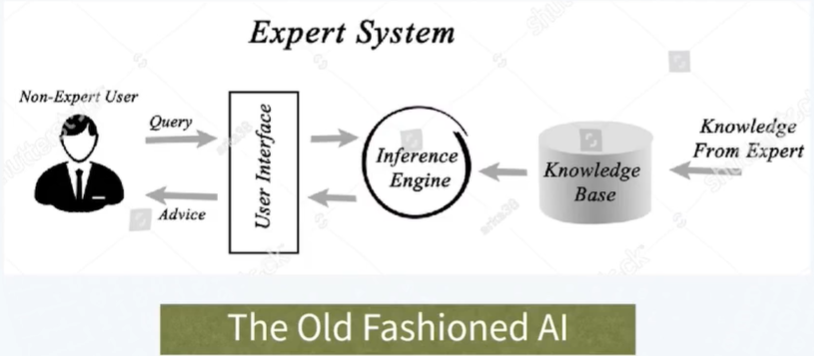 Expert System
Non-Expert User
Query
Advice
User Interface
Inference
Engine
Knowledge
Base
Knowledge
From Expert
The Old Fashioned AI